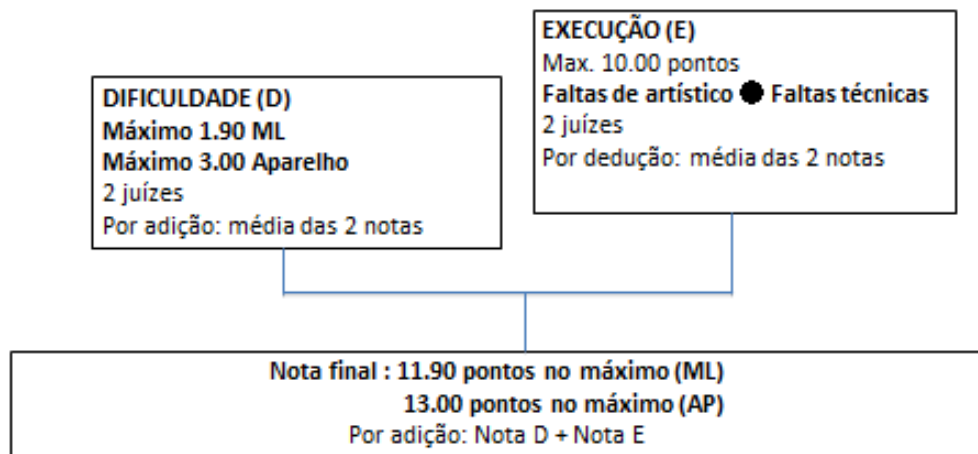 DIFICULDADE (D)
Máximo 1.90 ML
Máximo 3.00 Aparelho
2 juízes
Por adição: média das 2 notas
EXECUÇÃO (E)
Max. 10.00 pontos
Faltas de artístico ● Faltas técnicas
2 juízes
Por dedução: média das 2 notas
Nota final : 11.90 pontos no máximo (ML)
13.00 pontos no máximo (AP)
Por adição: Nota D + Nota E